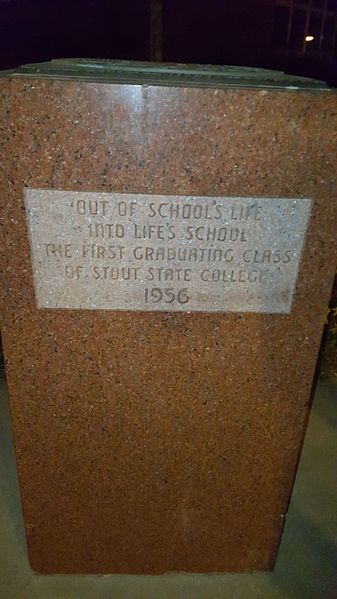 "OUT OF SCHOOL'S LIFE
INTO LIFE'S SCHOOL"
THE FIRST GRADUATING CLASS
OF STOUT STATE COLLEGE
1956